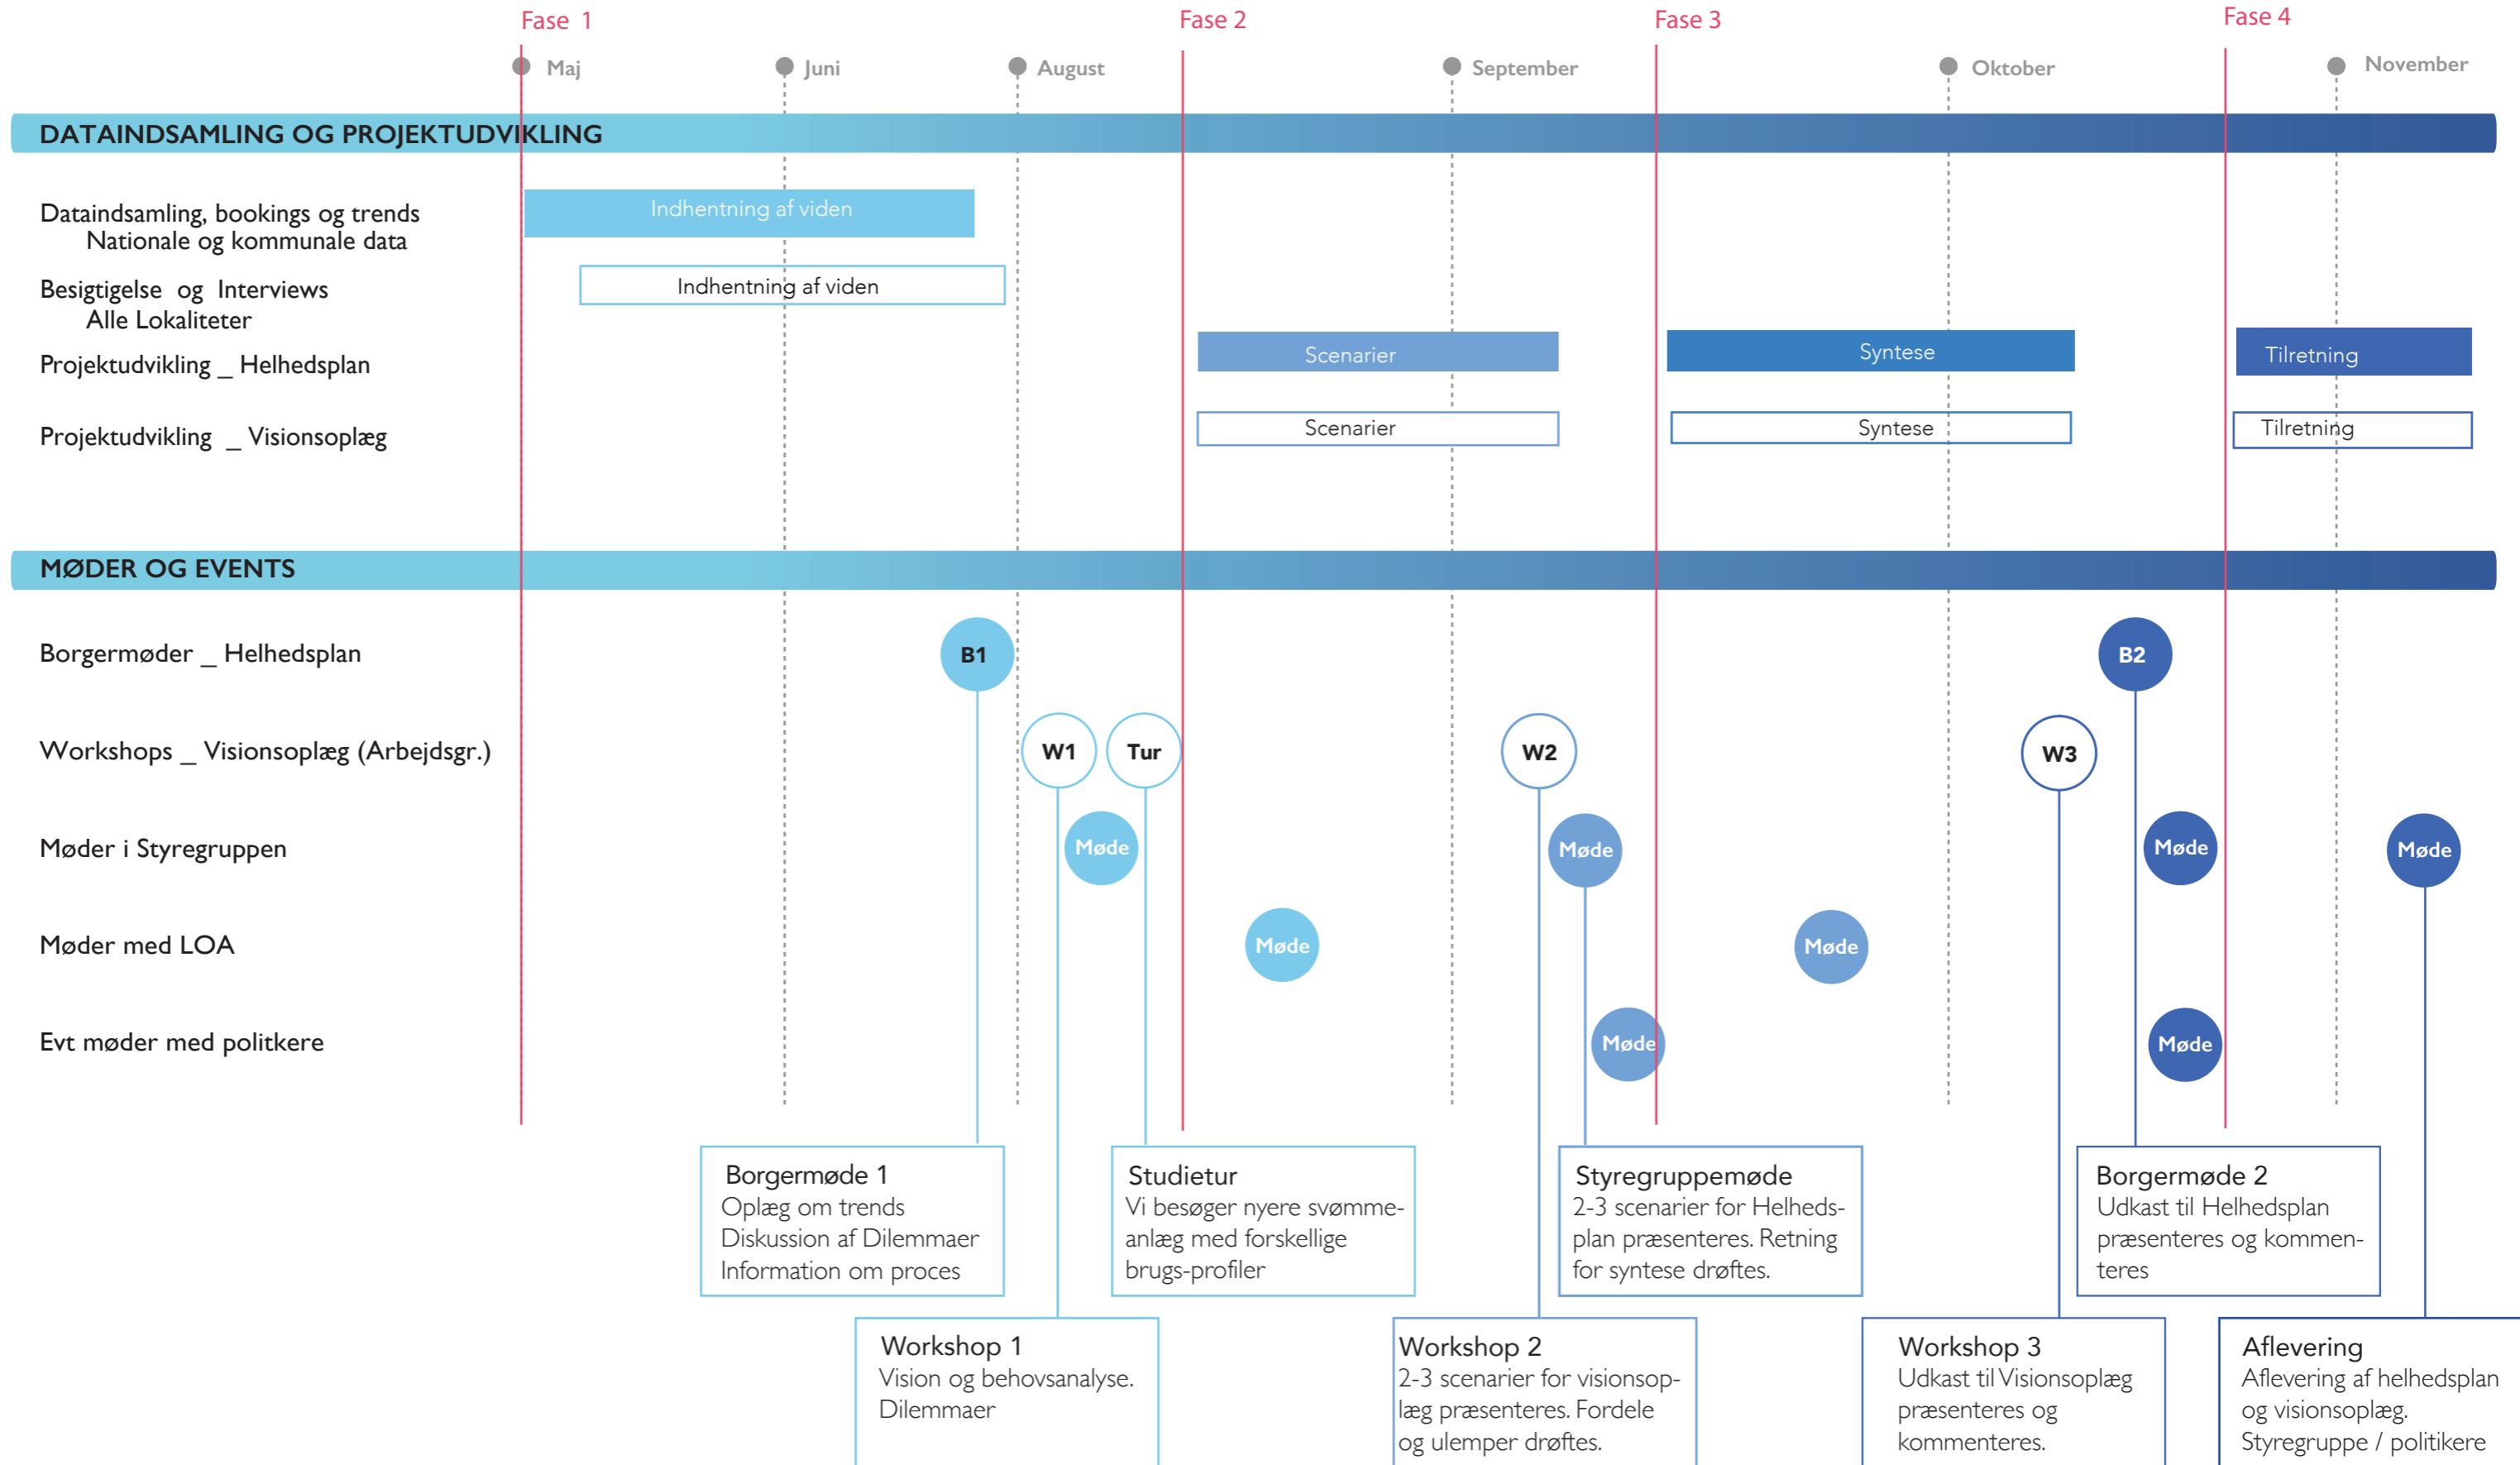 Fase 1
Fase 2
Fase 3
Fase 4
Maj
Juni
August
September
Oktober
November
DATAINDSAMLING OG PROJEKTUDVIKLING
Dataindsamling, bookings og trends
Nationale og kommunale data
Indhentning af viden
Besigtigelse og Interviews
Alle Lokaliteter
Indhentning af viden
Projektudvikling _ Helhedsplan
Scenarier
Syntese
Tilretning
Projektudvikling _ Visionsoplæg
Scenarier
Syntese
Tilretning
MØDER OG EVENTS
Borgermøder _ Helhedsplan
B1
B2
Workshops _ Visionsoplæg (Arbejdsgr.)
W1
Tur
W2
W3
Møder i Styregruppen
Møde
Møde
Møde
Møde
Møder med LOA
Møde
Møde
Evt møder med politkere
Møde
Møde
Borgermøde 1
Oplæg om trends
Diskussion af Dilemmaer
Information om proces
Studietur
Vi besøger nyere svømme-
anlæg med forskellige
brugs-profiler
Styregruppemøde
2-3 scenarier for Helheds-
plan præsenteres. Retning
for syntese drøftes.
Borgermøde 2
Udkast til Helhedsplan
præsenteres og kommen-
teres
Workshop 1
Vision og behovsanalyse.
Dilemmaer
Workshop 2
2-3 scenarier for visionsop-
læg præsenteres. Fordele
og ulemper drøftes.
Workshop 3
Udkast til Visionsoplæg
præsenteres og
kommenteres.
Aflevering
Aflevering af helhedsplan
og visionsoplæg.
Styregruppe / politikere